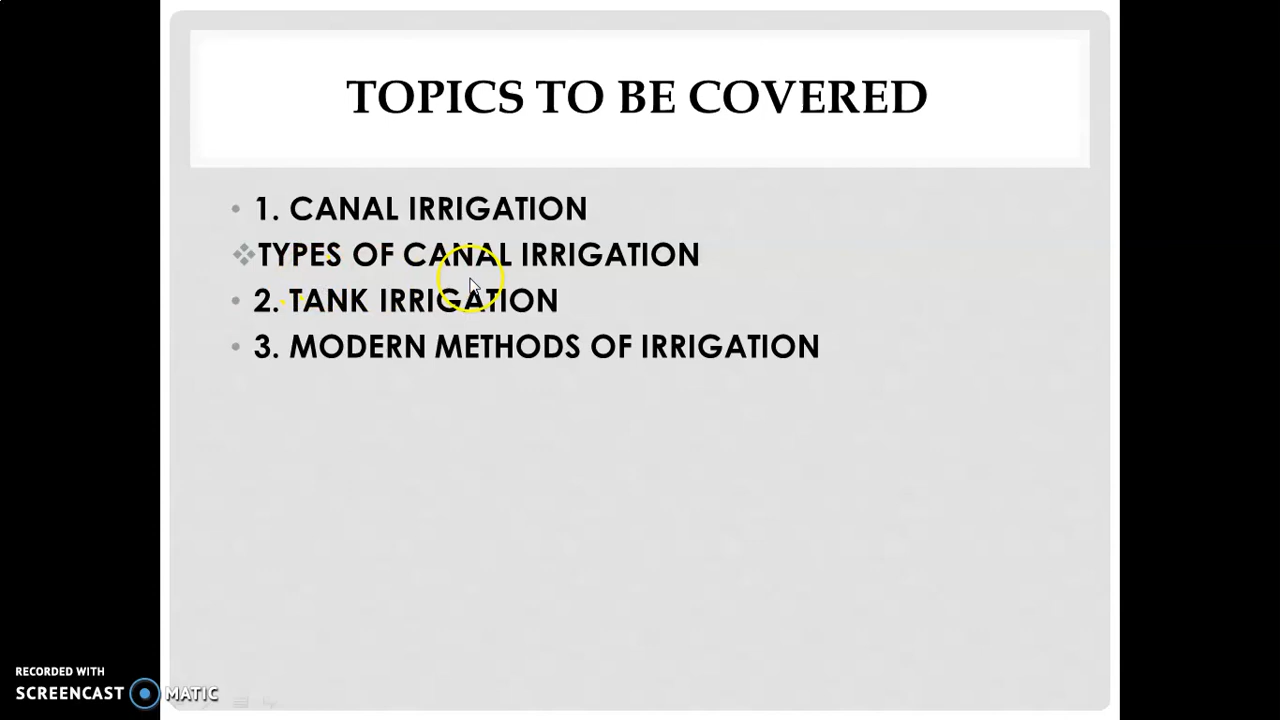 TOPICS TO BE COVERED
1. CANAL IRRIGATION
TYPES OF CANAL IRRIGATION
2. TANK IRRIGATION
3. MODERN METHODS OF IRRIGATION
RECORDED WITH
SCREENCAST MATIC